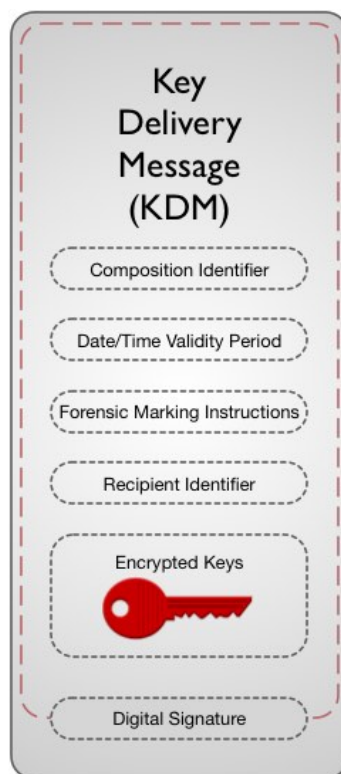 Key
Delivery
Message
(KDM)
Composition Identifier
Date/Time Validity Period
Forensic Marking Instructions
Recipient Identifier
Encrypted Keys
Digital Signature